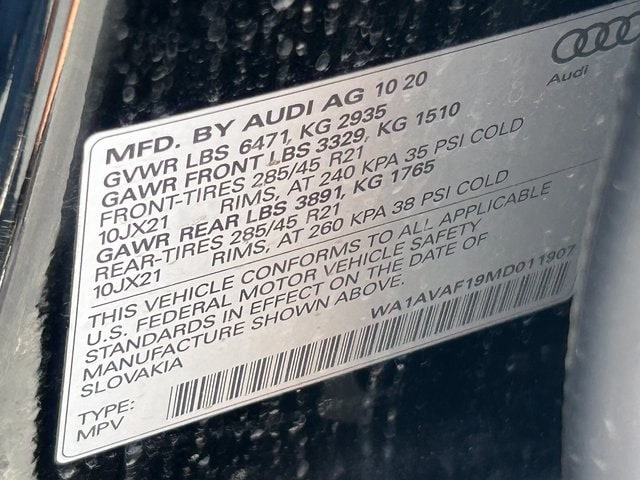 Audi
MFD. BY AUDI AG 10 20
GVWR LBS 6471, KG 2935
GAWR FRONT LBS 3329, KG 1510
FRONT-TIRES 285/45 R21
10JX21 RIMS, AT 240 KPA 35 PSI COLD
GAWR REAR LBS 3891, KG 1765
REAR-TIRES 285/45 R21
10JX21 RIMS, AT 260 KPA 38 PSI COLD
THIS VEHICLE CONFORMS TO ALL APPLICABLE
U.S. FEDERAL MOTOR VEHICLE SAFETY
STANDARDS IN EFFECT ON THE DATE OF
MANUFACTURE SHOWN ABOVE.
SLOVAKIA
WA1AVAF19MD011907
TYPE:
MPV